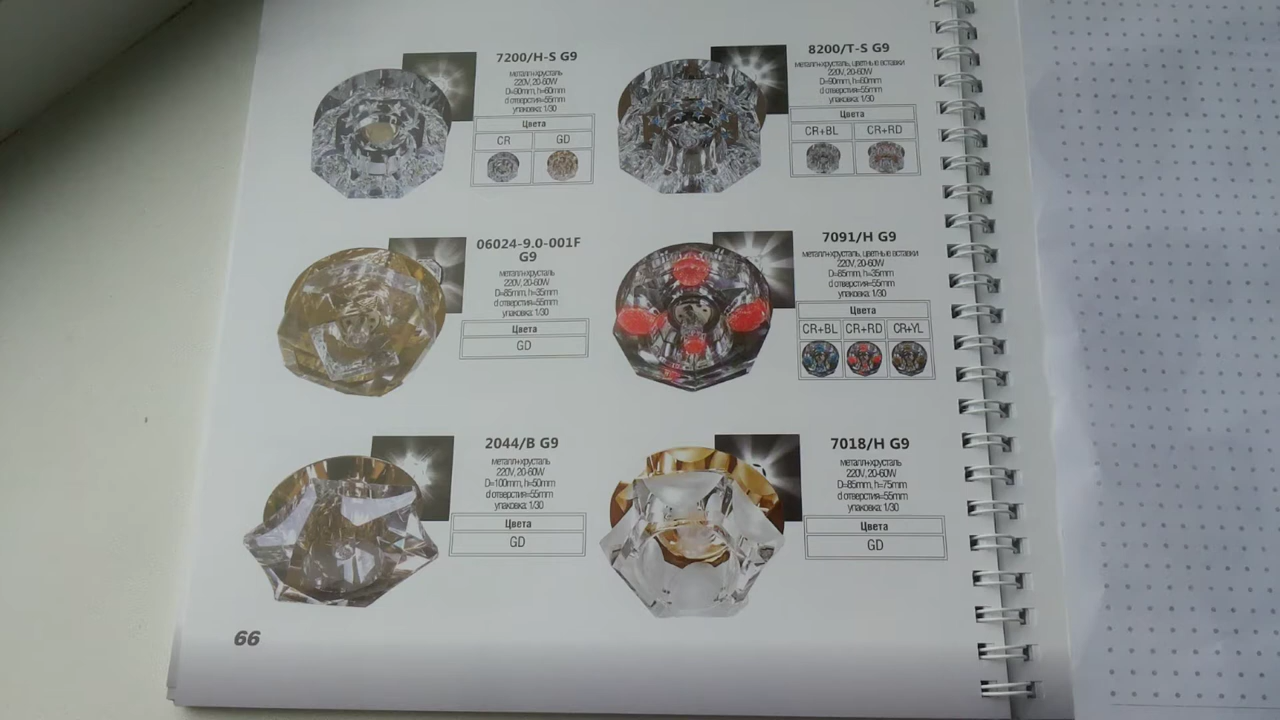 7200/H-S G9
металл+хрусталь
220V, 20-60W
D=90mm, h=60mm
d отверстия=55mm
упаковка: 1/30
Цвета
CR GD
8200/T-S G9
металл+хрусталь, цветные вставки
220V, 20-60W
D=90mm, h=60mm
d отверстия=55mm
упаковка: 1/30
Цвета
CR+BL CR+RD
06024-9.0-001F
G9
металл+хрусталь
220V, 20-60W
D=85mm, h=35mm
d отверстия=55mm
упаковка: 1/30
Цвета
GD
7091/H G9
металл+хрусталь, цветные вставки
220V, 20-60W
D=85mm, h=35mm
d отверстия=55mm
упаковка: 1/30
Цвета
CR+BL CR+RD CR+YL
2044/B G9
металл+хрусталь
220V, 20-60W
D=100mm, h=50mm
d отверстия=55mm
упаковка: 1/30
Цвета
GD
7018/H G9
металл+хрусталь
220V, 20-60W
D=85mm, h=75mm
d отверстия=55mm
упаковка: 1/30
Цвета
GD
66